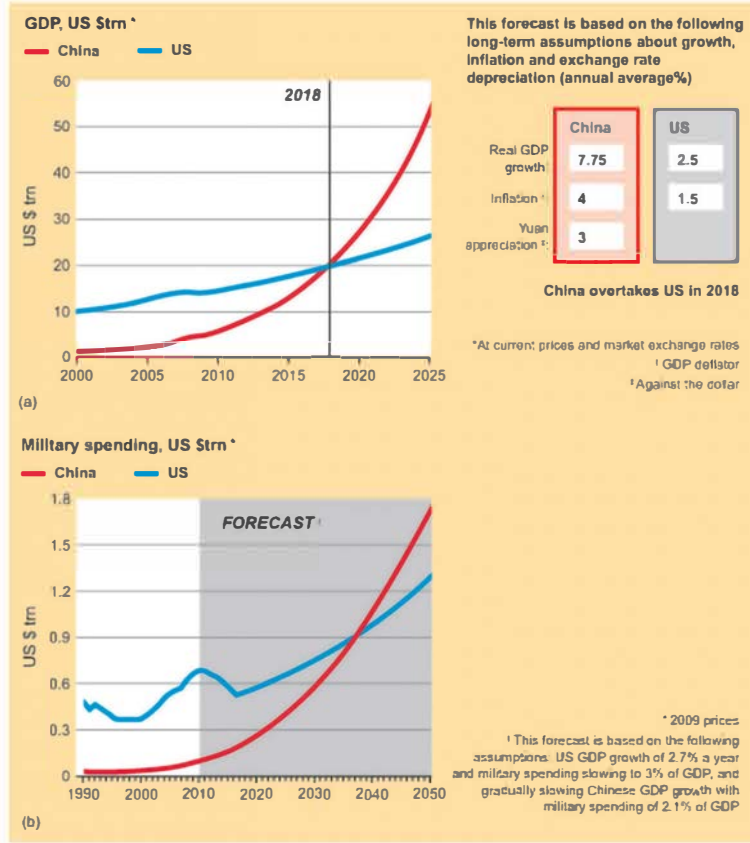 GDP, US $trn *
China US
60
50
40
30
20
10
0
US $ trn
2018
2000 2005 2010 2015 2020 2025
(a)
This forecast is based on the following
long-term assumptions about growth,
inflation and exchange rate
depreciation (annual average%)
China US
Real GDP
growth 7.75 2.5
Inflation † 4 1.5
Yuan
appreciation ‡: 3
China overtakes US in 2018
*At current prices and market exchange rates
† GDP deflator
‡ Against the dollar
Military spending, US $trn *
China US
1.8
1.5
1.2
0.9
0.6
0.3
0
US $ trn
FORECAST †
1990 2000 2010 2020 2030 2040 2050
(b)
* 2009 prices
† This forecast is based on the following
assumptions: US GDP growth of 2.7% a year
and military spending slowing to 3% of GDP, and
gradually slowing Chinese GDP growth with
military spending of 2.1% of GDP